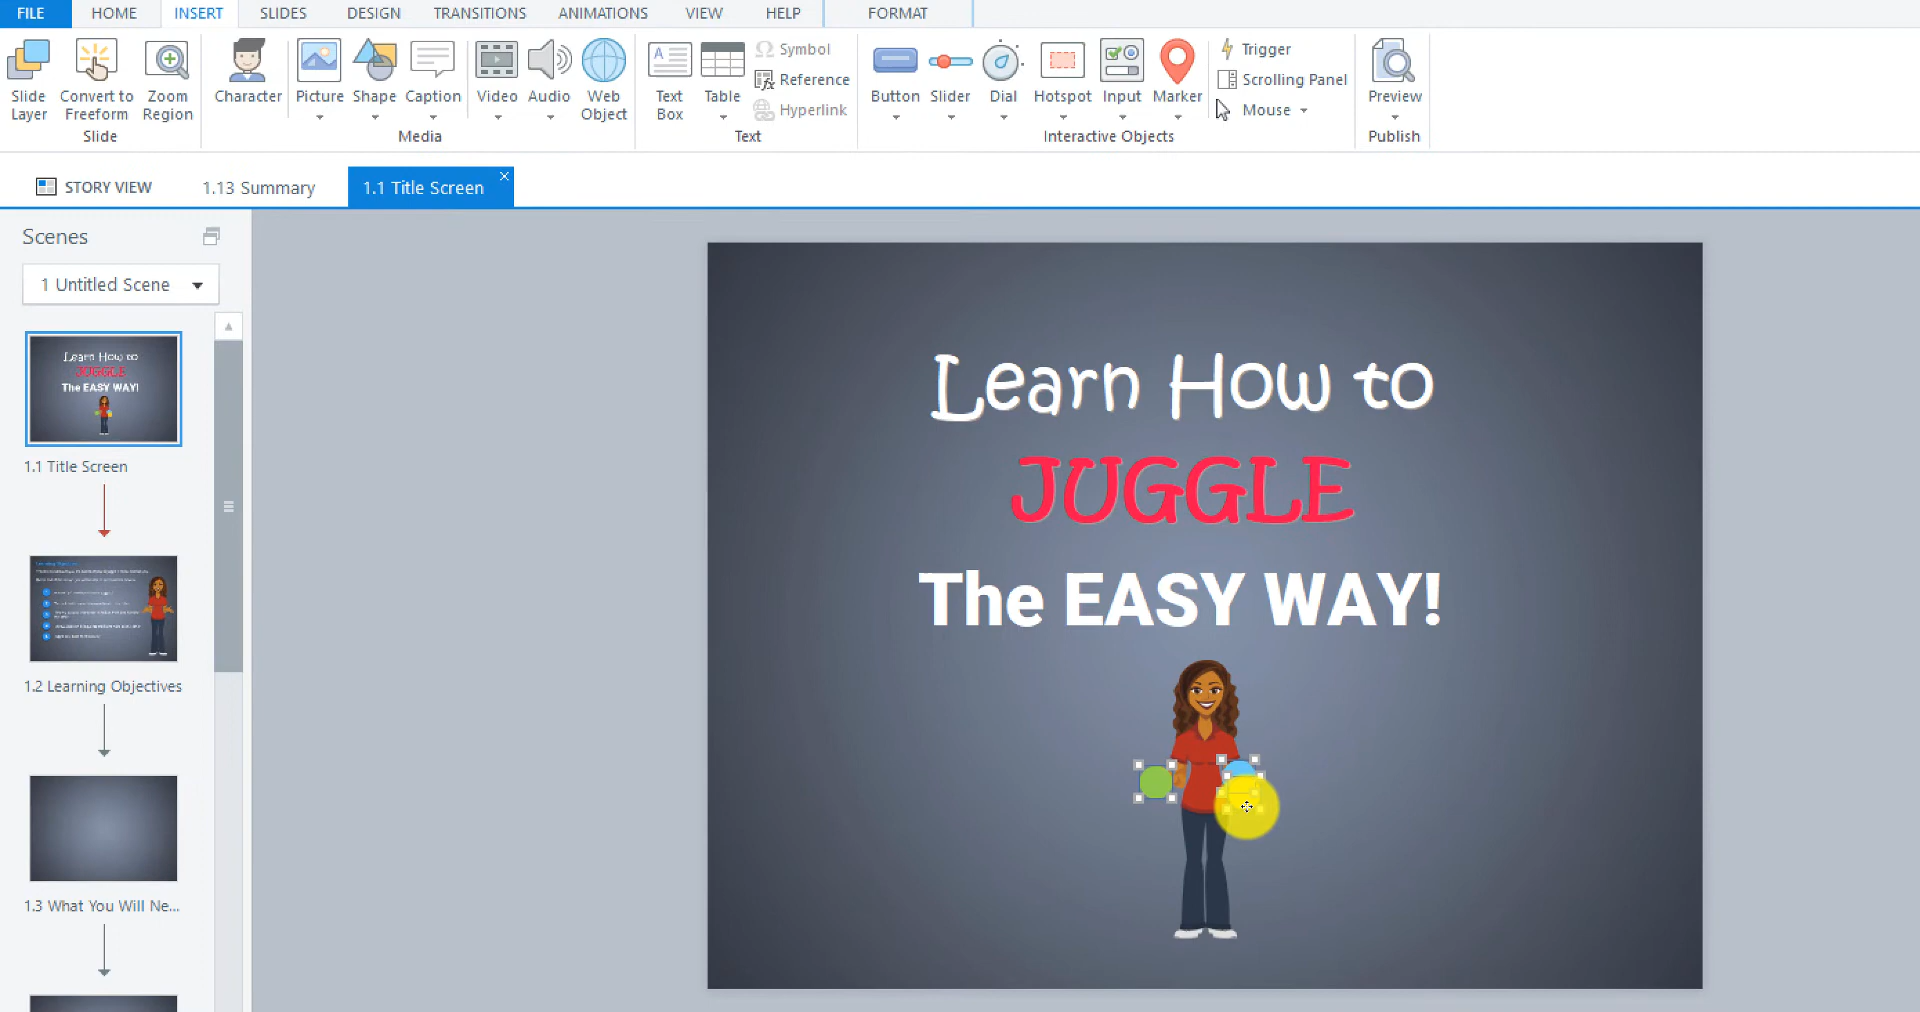 FILE HOME INSERT SLIDES DESIGN TRANSITIONS ANIMATIONS VIEW HELP FORMAT
Slide Layer
Convert to Freeform
Zoom Region
Slide
Character
Picture
Shape
Caption
Video
Audio
Web Object
Media
Text Box
Table
Symbol
Reference
Hyperlink
Text
Button
Slider
Dial
Hotspot
Input
Marker
Trigger
Scrolling Panel
Mouse
Interactive Objects
Preview
Publish
STORY VIEW
1.13 Summary
1.1 Title Screen
Scenes
1 Untitled Scene
Learn How to
JUGGLE
The EASY WAY!
1.1 Title Screen
1.2 Learning Objectives
1.3 What You Will Ne...
Learn How to
JUGGLE
The EASY WAY!